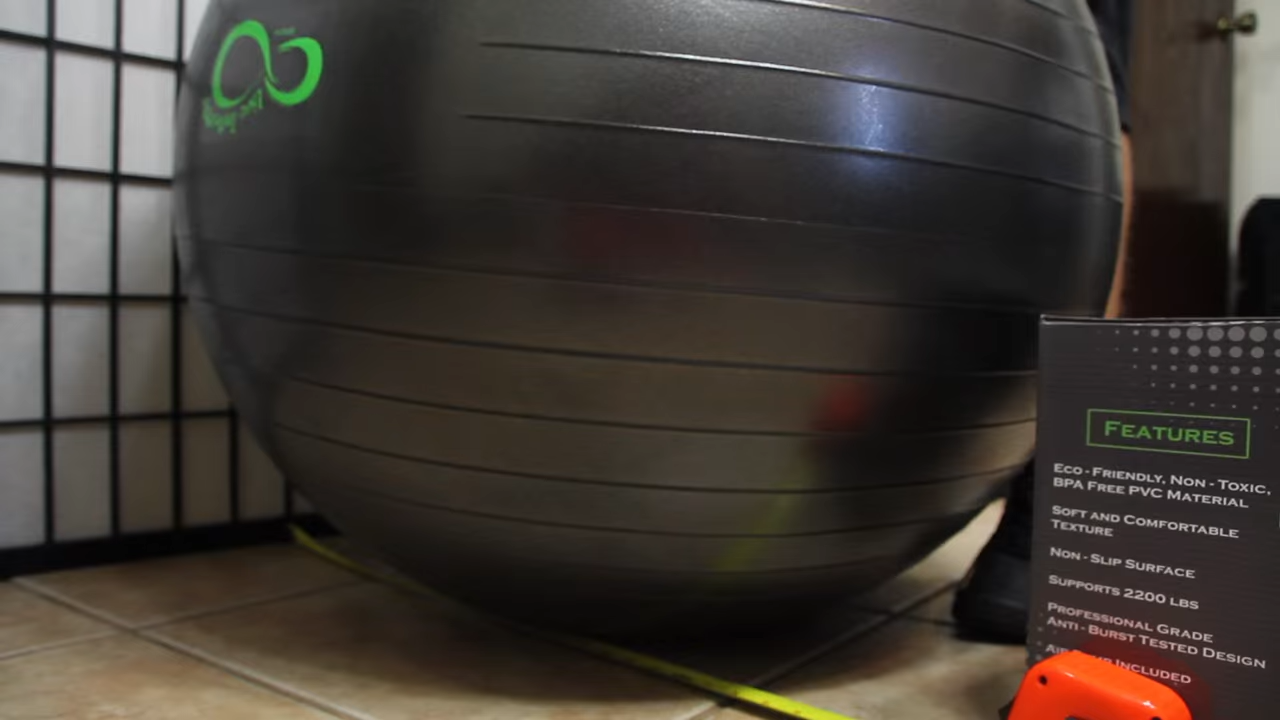 FEATURES
ECO - FRIENDLY, NON - TOXIC,
BPA FREE PVC MATERIAL
SOFT AND COMFORTABLE
TEXTURE
NON - SLIP SURFACE
SUPPORTS 2200 LBS
PROFESSIONAL GRADE
ANTI - BURST TESTED DESIGN
INCLUDED